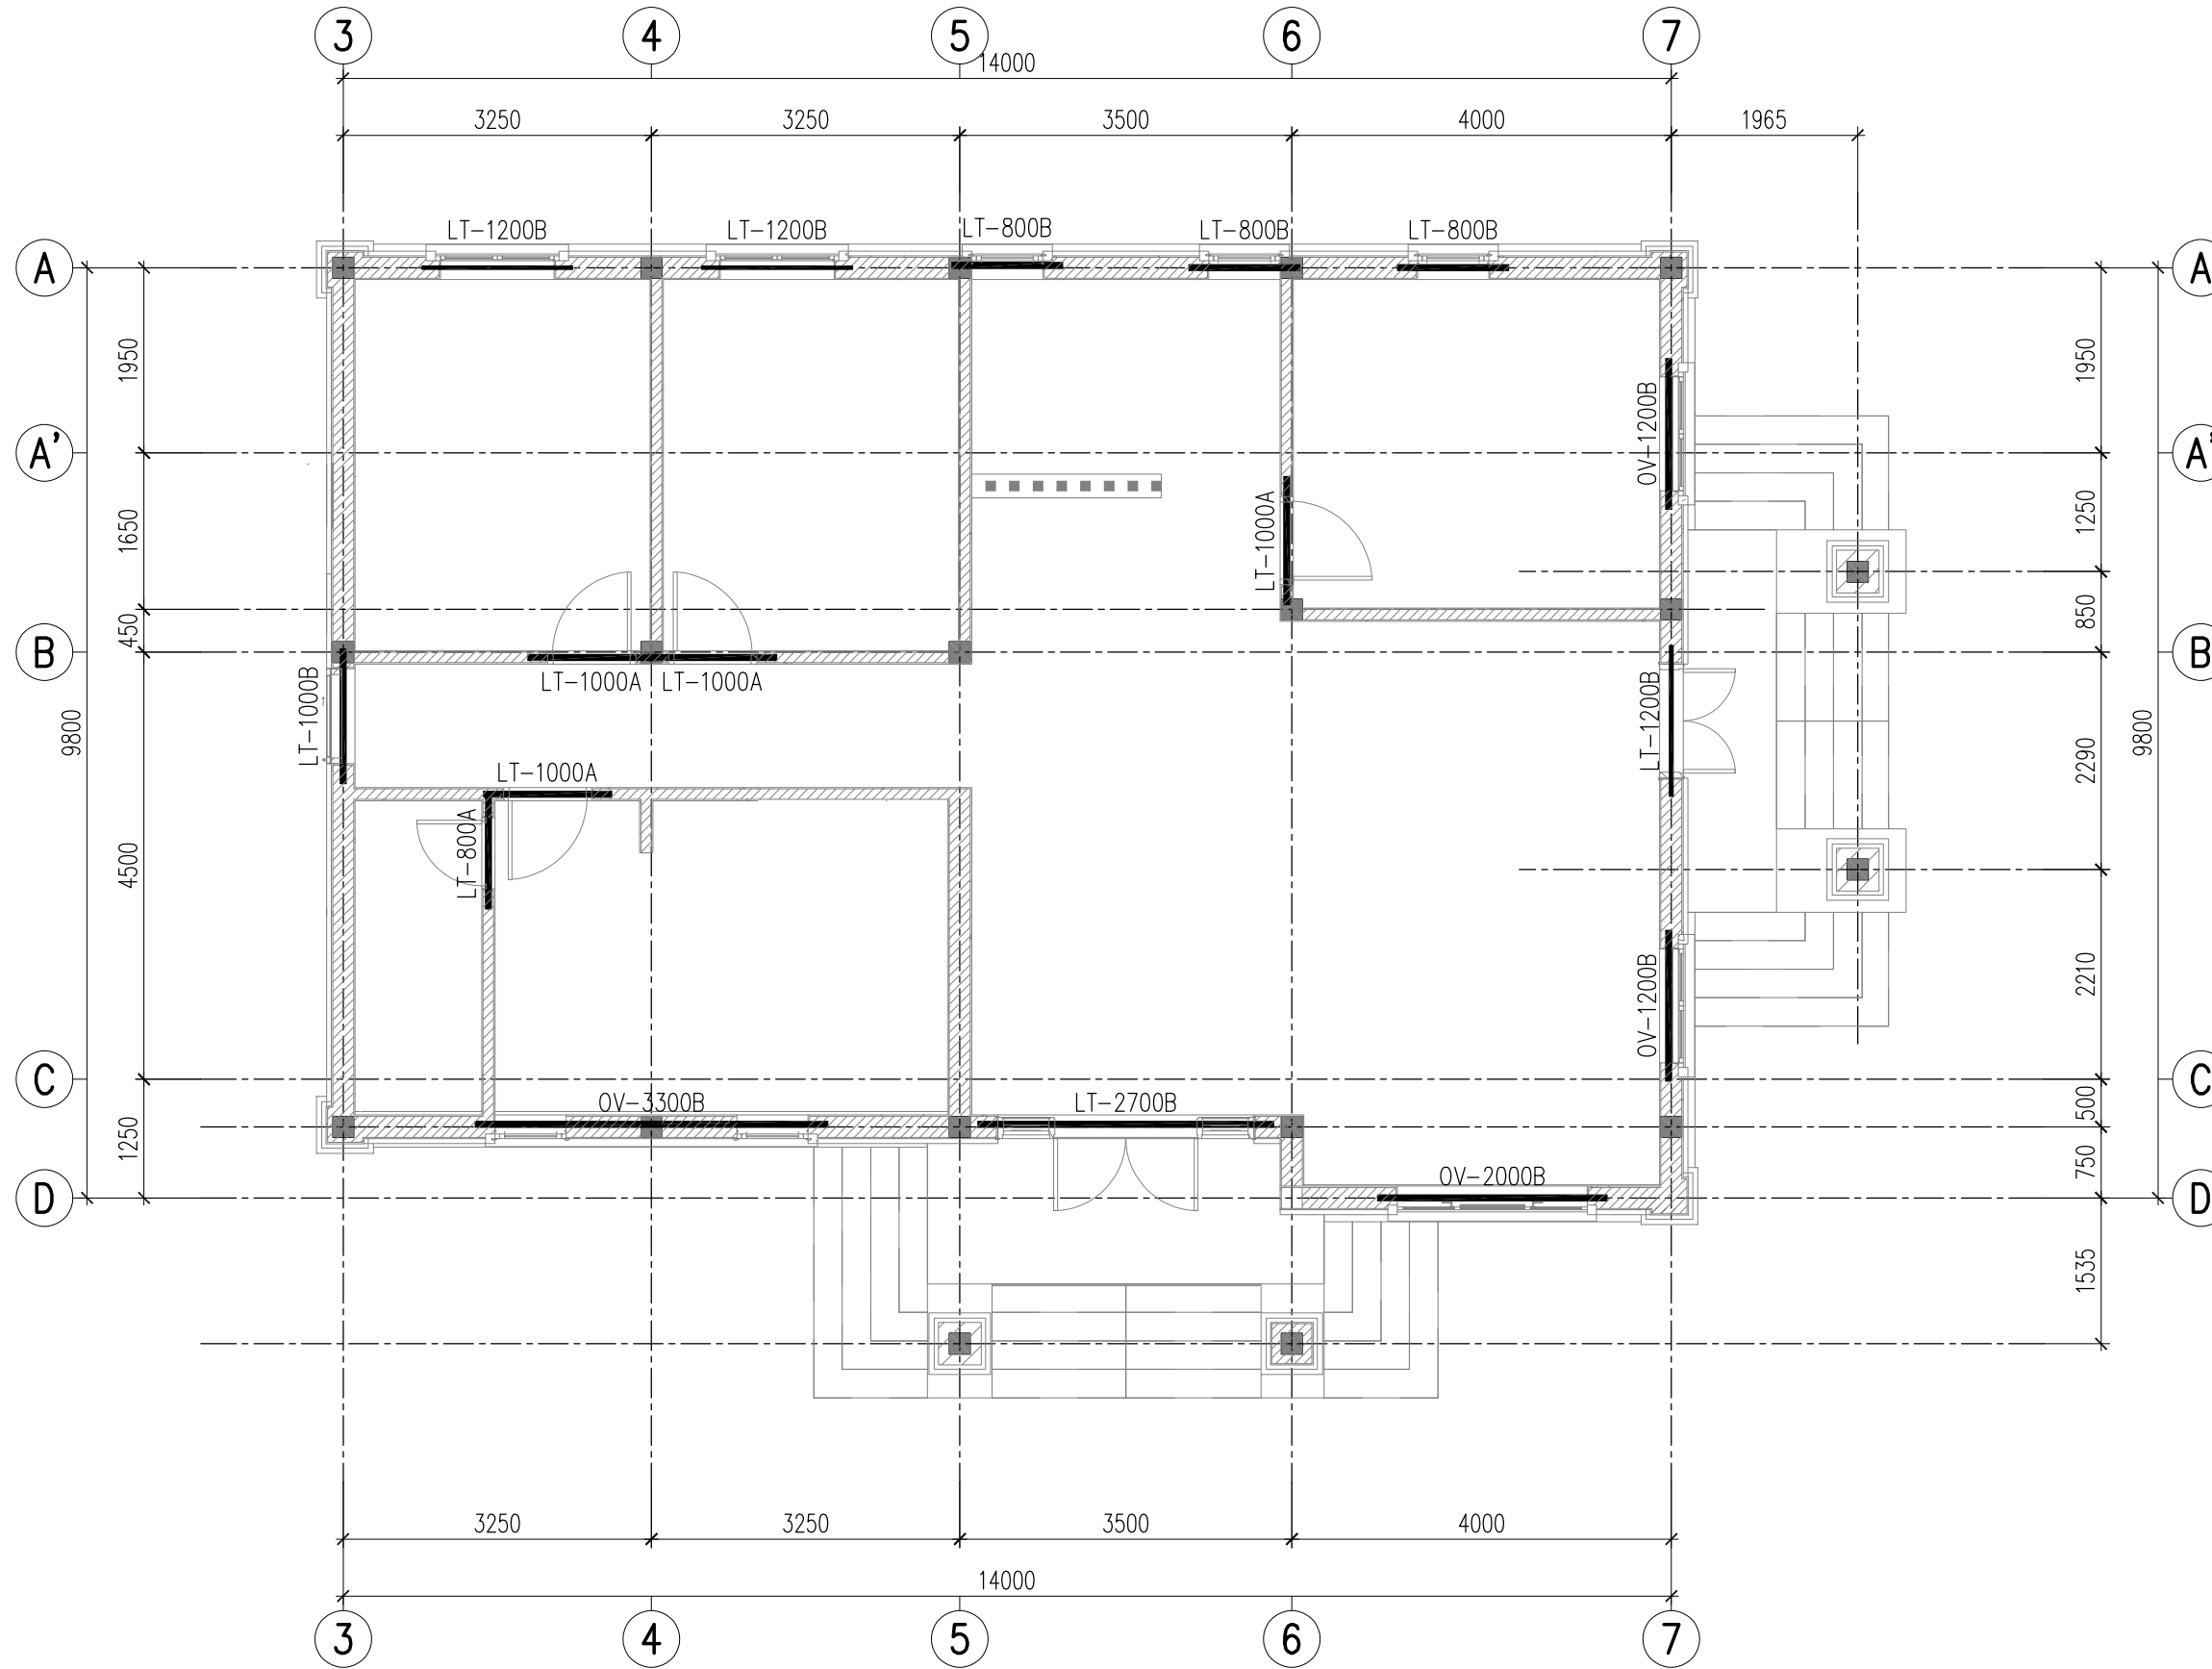 3 4 5 6 7
14000
3250 3250 3500 4000 1965
LT-1200B LT-1200B LT-800B LT-800B LT-800B
A A
1950 1950
OV-1200B
A' A'
1650 1250
LT-1000A
450 850
B B
LT-1000A LT-1000A
LT-1000B LT-1200B
9800 2290 9800
LT-1000A
LT-800A
4500
2210
OV-1200B
C C
OV-3300B LT-2700B
500
1250 750
OV-2000B
D D
1535
3250 3250 3500 4000
14000
3 4 5 6 7